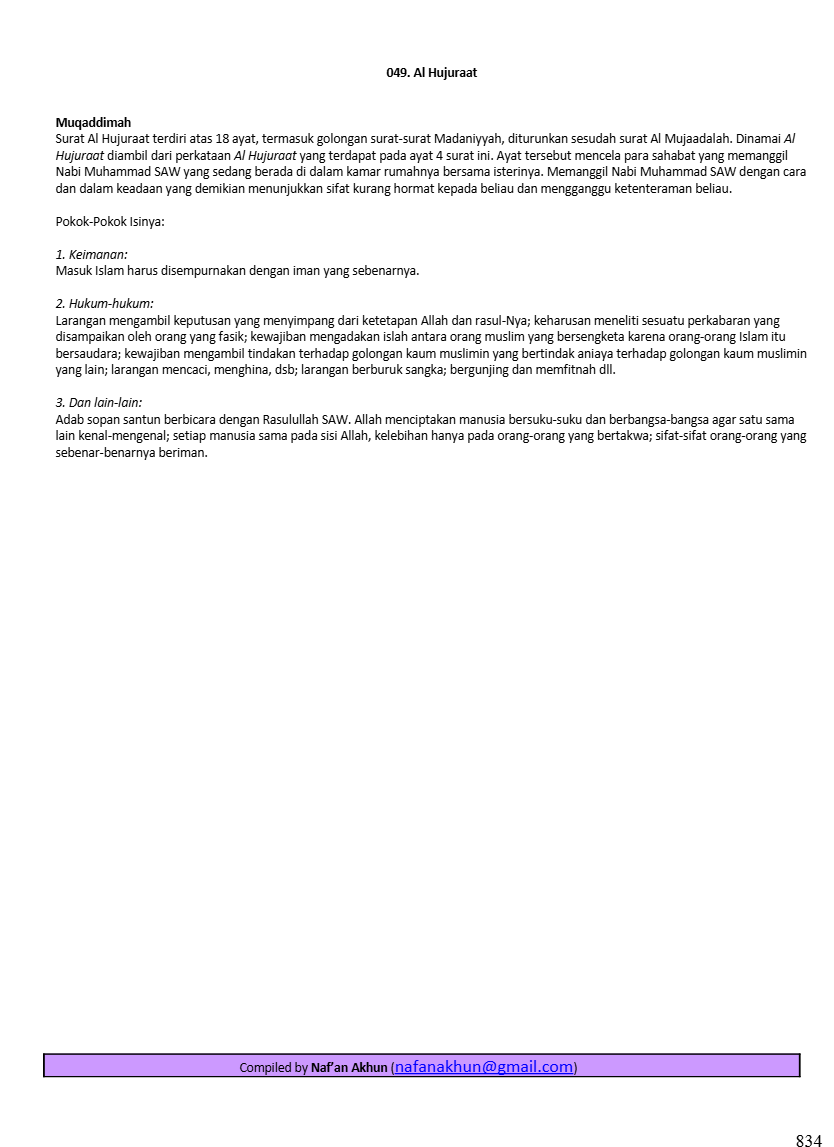 049. Al Hujuraat
Muqaddimah
Surat Al Hujuraat terdiri atas 18 ayat, termasuk golongan surat-surat Madaniyyah, diturunkan sesudah surat Al Mujaadalah. Dinamai Al
Hujuraat diambil dari perkataan Al Hujuraat yang terdapat pada ayat 4 surat ini. Ayat tersebut mencela para sahabat yang memanggil
Nabi Muhammad SAW yang sedang berada di dalam kamar rumahnya bersama isterinya. Memanggil Nabi Muhammad SAW dengan cara
dan dalam keadaan yang demikian menunjukkan sifat kurang hormat kepada beliau dan mengganggu ketenteraman beliau.
Pokok-Pokok Isinya:
1. Keimanan:
Masuk Islam harus disempurnakan dengan iman yang sebenarnya.
2. Hukum-hukum:
Larangan mengambil keputusan yang menyimpang dari ketetapan Allah dan rasul-Nya; keharusan meneliti sesuatu perkabaran yang
disampaikan oleh orang yang fasik; kewajiban mengadakan islah antara orang muslim yang bersengketa karena orang-orang Islam itu
bersaudara; kewajiban mengambil tindakan terhadap golongan kaum muslimin yang bertindak aniaya terhadap golongan kaum muslimin
yang lain; larangan mencaci, menghina, dsb; larangan berburuk sangka; bergunjing dan memfitnah dll.
3. Dan lain-lain:
Adab sopan santun berbicara dengan Rasulullah SAW. Allah menciptakan manusia bersuku-suku dan berbangsa-bangsa agar satu sama
lain kenal-mengenal; setiap manusia sama pada sisi Allah, kelebihan hanya pada orang-orang yang bertakwa; sifat-sifat orang-orang yang
sebenar-benarnya beriman.
Compiled by Naf’an Akhun (nafanakhun@gmail.com)
834